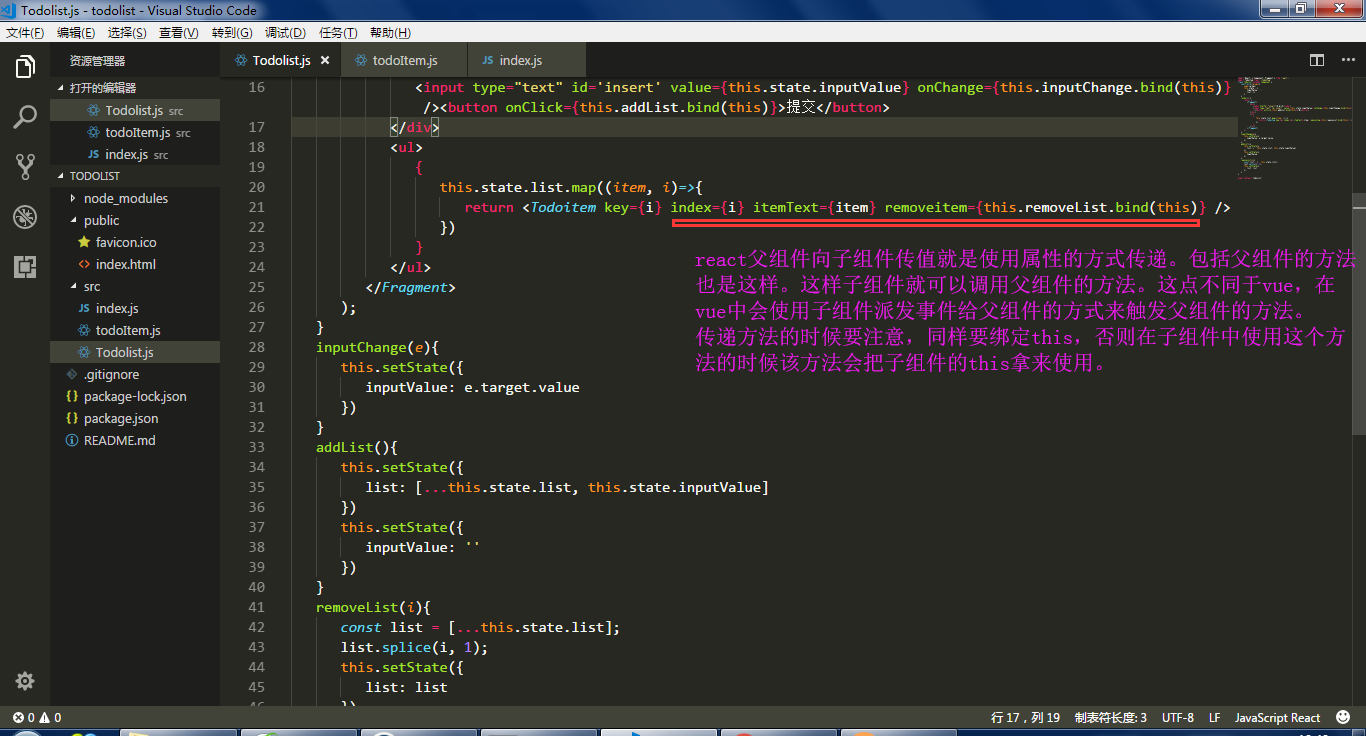 Todolist.js - todolist - Visual Studio Code
文件(F) 编辑(E) 选择(S) 查看(V) 转到(G) 调试(D) 任务(T) 帮助(H)
资源管理器
打开的编辑器
Todolist.js src
todoItem.js src
index.js src
TODOLIST
node_modules
public
favicon.ico
index.html
src
index.js
todoItem.js
Todolist.js
.gitignore
package-lock.json
package.json
README.md
Todolist.js
todoItem.js
index.js
16 <input type="text" id='insert' value={this.state.inputValue} onChange={this.inputChange.bind(this)}
/><button onClick={this.addList.bind(this)}>提交</button>
17 </div>
18 <ul>
19 {
20 this.state.list.map((item, i)=>{
21 return <Todoitem key={i} index={i} itemText={item} removeitem={this.removeList.bind(this)} />
22 })
23 }
24 </ul>
25 </Fragment>
26 );
27 }
28 inputChange(e){
29 this.setState({
30 inputValue: e.target.value
31 })
32 }
33 addList(){
34 this.setState({
35 list: [...this.state.list, this.state.inputValue]
36 })
37 this.setState({
38 inputValue: ''
39 })
40 }
41 removeList(i){
42 const list = [...this.state.list];
43 list.splice(i, 1);
44 this.setState({
45 list: list
46 })
react父组件向子组件传值就是使用属性的方式传递。包括父组件的方法
也是这样。这样子组件就可以调用父组件的方法。这点不同于vue，在
vue中会使用子组件派发事件给父组件的方式来触发父组件的方法。
传递方法的时候要注意，同样要绑定this，否则在子组件中使用这个方
法的时候该方法会把子组件的this拿来使用。
0 0
行 17，列 19 制表符长度: 3 UTF-8 LF JavaScript React